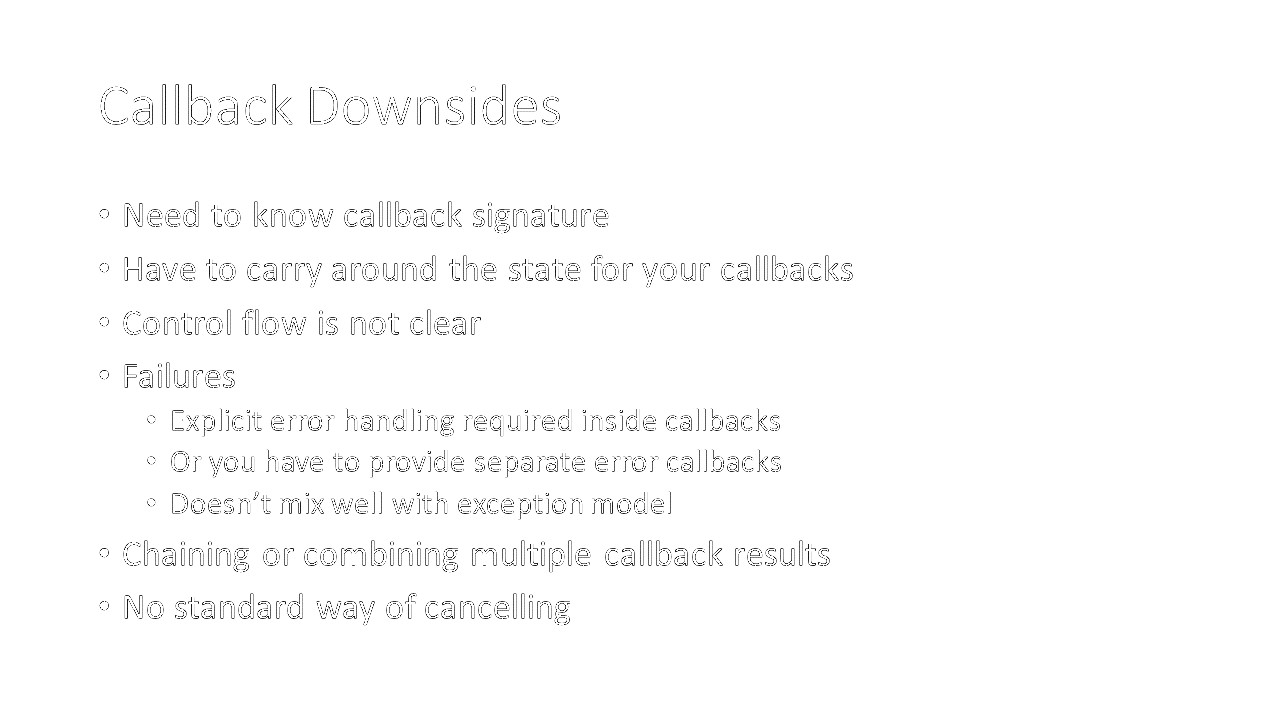 Callback Downsides
• Need to know callback signature
• Have to carry around the state for your callbacks
• Control flow is not clear
• Failures
• Explicit error handling required inside callbacks
• Or you have to provide separate error callbacks
• Doesn’t mix well with exception model
• Chaining or combining multiple callback results
• No standard way of cancelling